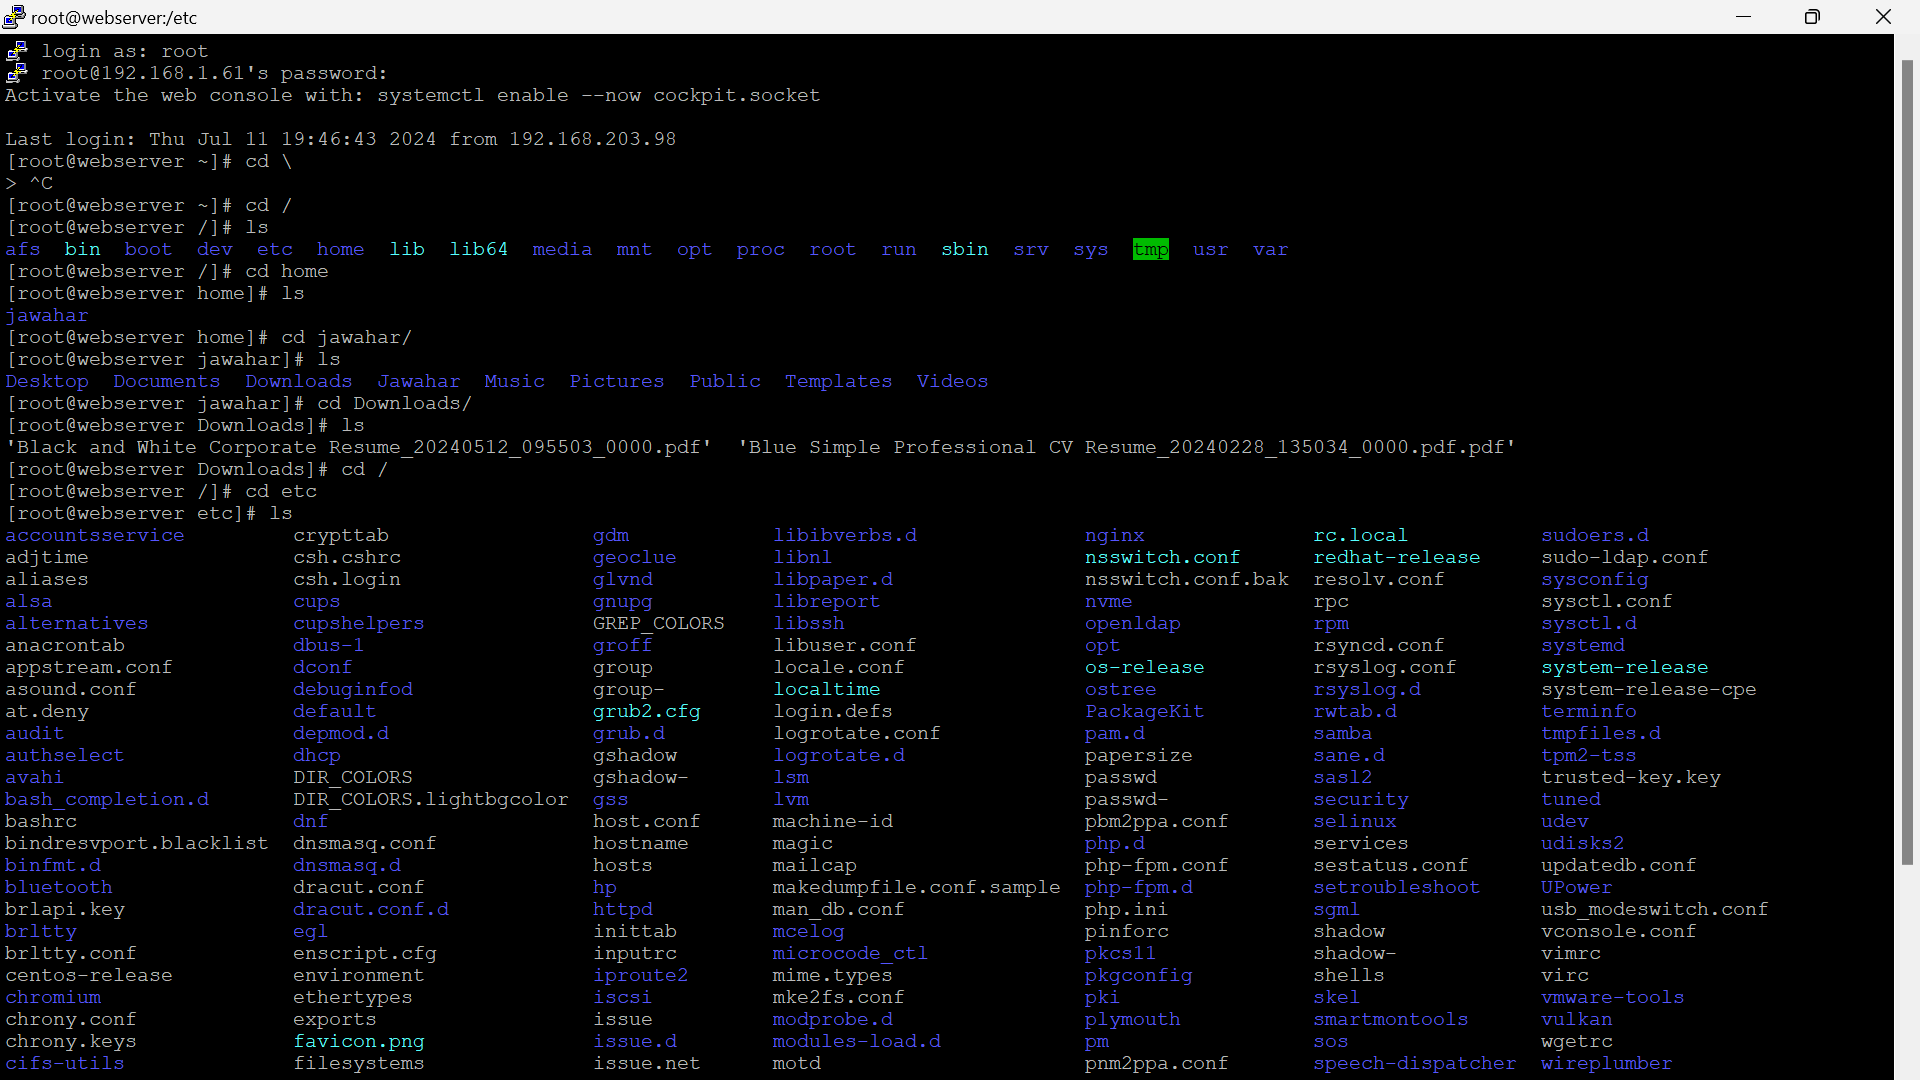 root@webserver:/etc
login as: root
root@192.168.1.61's password:
Activate the web console with: systemctl enable --now cockpit.socket
Last login: Thu Jul 11 19:46:43 2024 from 192.168.203.98
[root@webserver ~]# cd \
> ^C
[root@webserver ~]# cd /
[root@webserver /]# ls
afs  bin  boot  dev  etc  home  lib  lib64  media  mnt  opt  proc  root  run  sbin  srv  sys  tmp  usr  var
[root@webserver /]# cd home
[root@webserver home]# ls
jawahar
[root@webserver home]# cd jawahar/
[root@webserver jawahar]# ls
Desktop  Documents  Downloads  Jawahar  Music  Pictures  Public  Templates  Videos
[root@webserver jawahar]# cd Downloads/
[root@webserver Downloads]# ls
'Black and White Corporate Resume_20240512_095503_0000.pdf'  'Blue Simple Professional CV Resume_20240228_135034_0000.pdf.pdf'
[root@webserver Downloads]# cd /
[root@webserver /]# cd etc
[root@webserver etc]# ls
accountsservice  crypttab  gdm  libibverbs.d  nginx  rc.local  sudoers.d
adjtime  csh.cshrc  geoclue  libnl  nsswitch.conf  redhat-release  sudo-ldap.conf
aliases  csh.login  glvnd  libpaper.d  nsswitch.conf.bak  resolv.conf  sysconfig
alsa  cups  gnupg  libreport  nvme  rpc  sysctl.conf
alternatives  cupshelpers  GREP_COLORS  libssh  openldap  rpm  sysctl.d
anacrontab  dbus-1  groff  libuser.conf  opt  rsyncd.conf  systemd
appstream.conf  dconf  group  locale.conf  os-release  rsyslog.conf  system-release
asound.conf  debuginfod  group-  localtime  ostree  rsyslog.d  system-release-cpe
at.deny  default  grub2.cfg  login.defs  PackageKit  rwtab.d  terminfo
audit  depmod.d  grub.d  logrotate.conf  pam.d  samba  tmpfiles.d
authselect  dhcp  gshadow  logrotate.d  papersize  sane.d  tpm2-tss
avahi  DIR_COLORS  gshadow-  lsm  passwd  sasl2  trusted-key.key
bash_completion.d  DIR_COLORS.lightbgcolor  gss  lvm  passwd-  security  tuned
bashrc  dnf  host.conf  machine-id  pbm2ppa.conf  selinux  udev
bindresvport.blacklist  dnsmasq.conf  hostname  magic  php.d  services  udisks2
binfmt.d  dnsmasq.d  hosts  mailcap  php-fpm.conf  sestatus.conf  updatedb.conf
bluetooth  dracut.conf  hp  makedumpfile.conf.sample  php-fpm.d  setroubleshoot  UPower
brlapi.key  dracut.conf.d  httpd  man_db.conf  php.ini  sgml  usb_modeswitch.conf
brltty  egl  inittab  mcelog  pinforc  shadow  vconsole.conf
brltty.conf  enscript.cfg  inputrc  microcode_ctl  pkcs11  shadow-  vimrc
centos-release  environment  iproute2  mime.types  pkgconfig  shells  virc
chromium  ethertypes  iscsi  mke2fs.conf  pki  skel  vmware-tools
chrony.conf  exports  issue  modprobe.d  plymouth  smartmontools  vulkan
chrony.keys  favicon.png  issue.d  modules-load.d  pm  sos  wgetrc
cifs-utils  filesystems  issue.net  motd  pnm2ppa.conf  speech-dispatcher  wireplumber